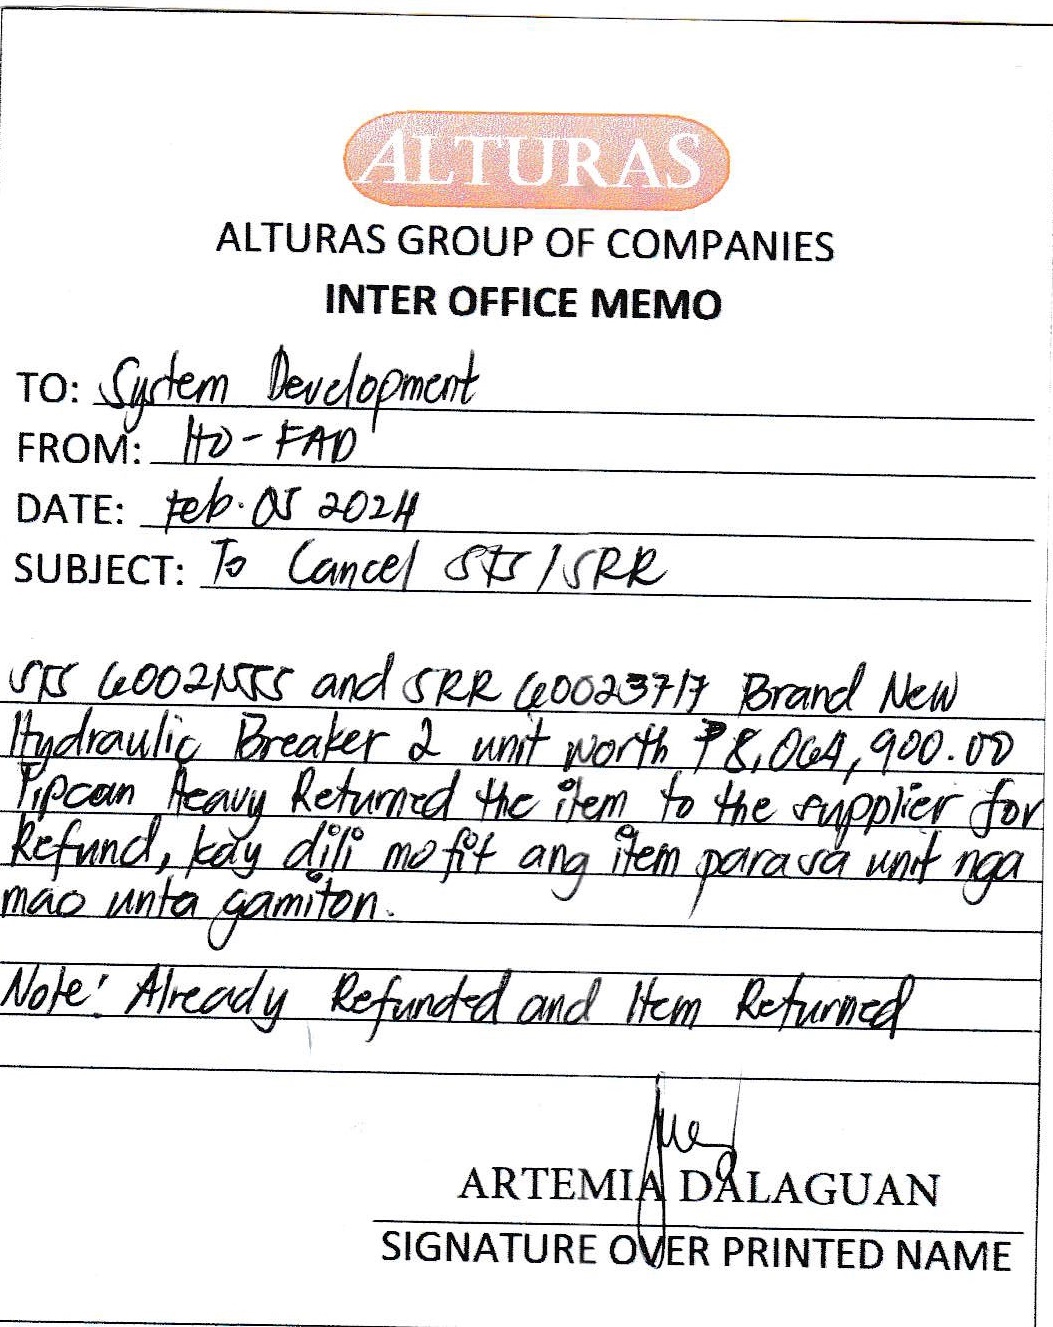 ALTURAS
ALTURAS GROUP OF COMPANIES
INTER OFFICE MEMO
TO: System Development
FROM: HO-FAD
DATE: Feb. 05 2024
SUBJECT: To Cancel STS/SRR
STS and SRR 60023717 Brand New
Hydraulic Breaker 2 unit worth ₱8,064,900.00
Heavy Returned the item to the supplier for
Refund, kay dili mo fit ang item para sa unit nga
mao unta gamiton.
Note: Already Refunded and Item Returned
ARTEMIA DALAGUAN
SIGNATURE OVER PRINTED NAME